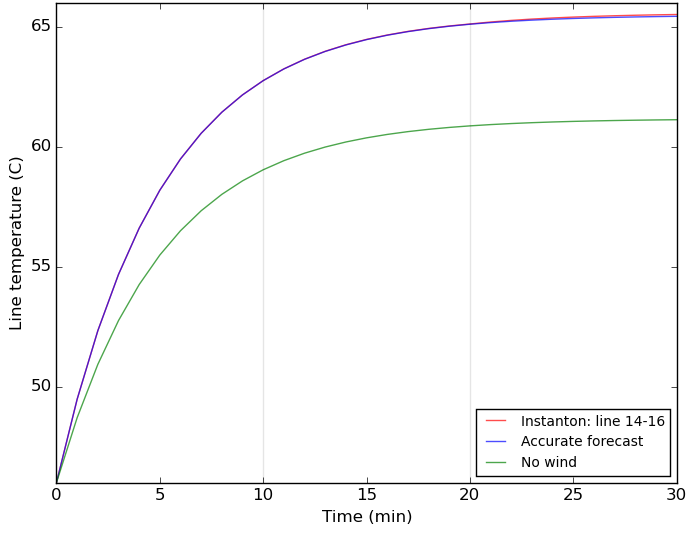 Line temperature (C)
65
60
55
50
0 5 10 15 20 25 30
Time (min)
Instanton: line 14-16
Accurate forecast
No wind